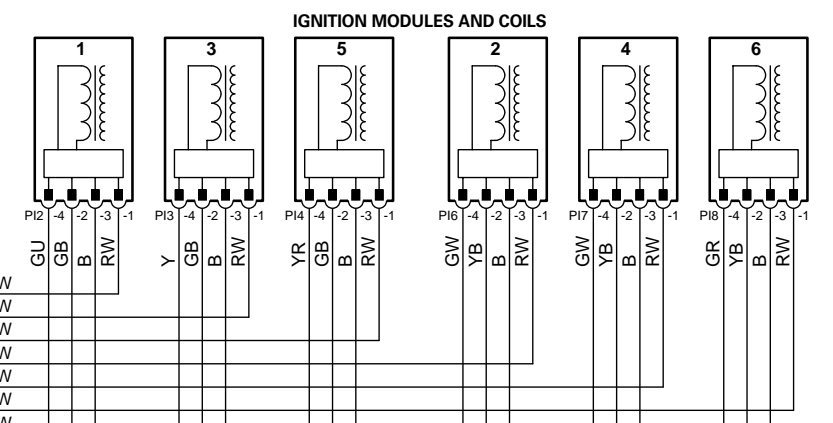 IGNITION MODULES AND COILS
1 3 5 2 4 6
PI2 -4 -2 -3 -1 PI3 -4 -2 -3 -1 PI4 -4 -2 -3 -1 PI6 -4 -2 -3 -1 PI7 -4 -2 -3 -1 PI8 -4 -2 -3 -1
GU GB B RW Y GB B RW YR GB B RW GW YB B RW GW YB B RW GR YB B RW
W
W
W
W
W
W